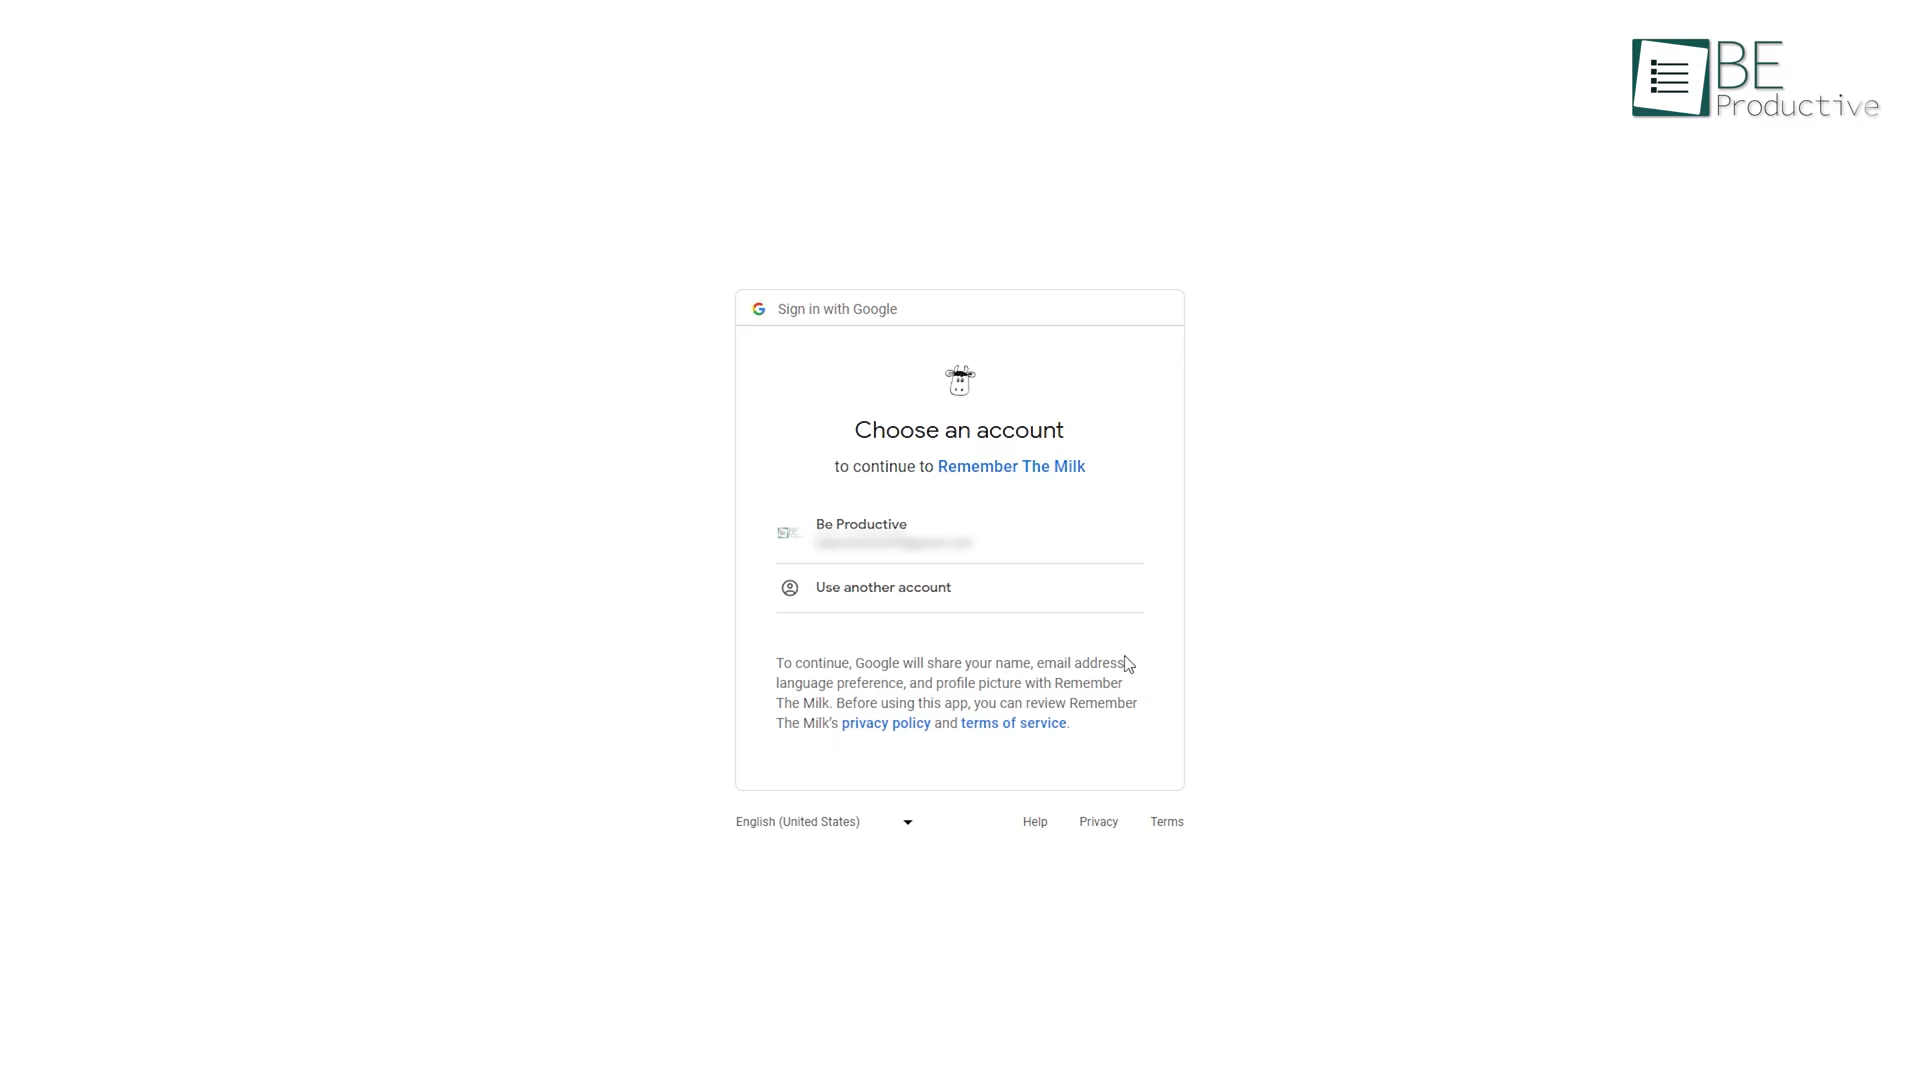 BE
Productive
Sign in with Google
Choose an account
to continue to Remember The Milk
Be Productive
Use another account
To continue, Google will share your name, email address
language preference, and profile picture with Remember
The Milk. Before using this app, you can review Remember
The Milk’s privacy policy and terms of service.
English (United States)
Help
Privacy
Terms